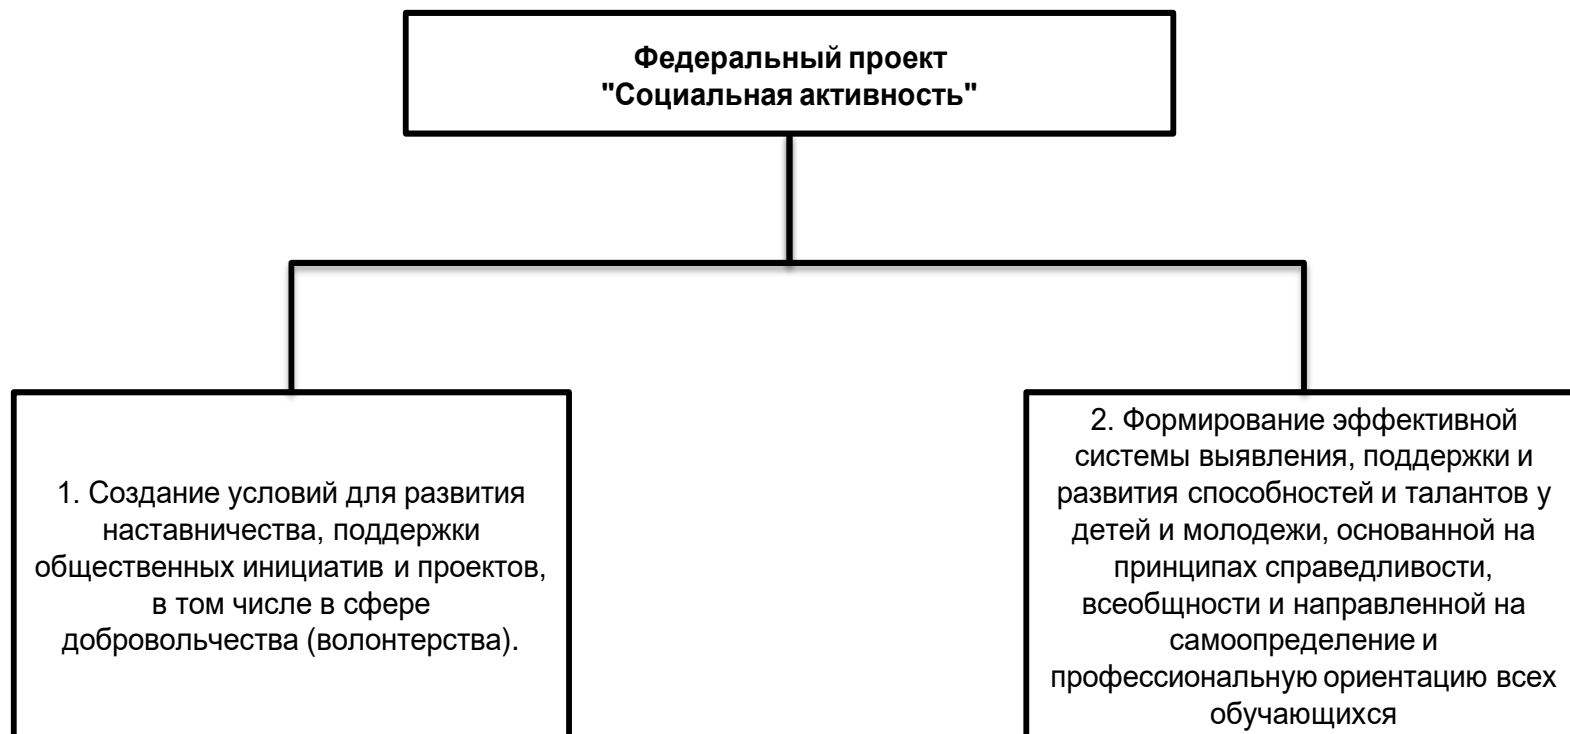 Федеральный проект
"Социальная активность"
1. Создание условий для развития
наставничества, поддержки
общественных инициатив и проектов,
в том числе в сфере
добровольчества (волонтерства).
2. Формирование эффективной
системы выявления, поддержки и
развития способностей и талантов у
детей и молодежи, основанной на
принципах справедливости,
всеобщности и направленной на
самоопределение и
профессиональную ориентацию всех
обучающихся